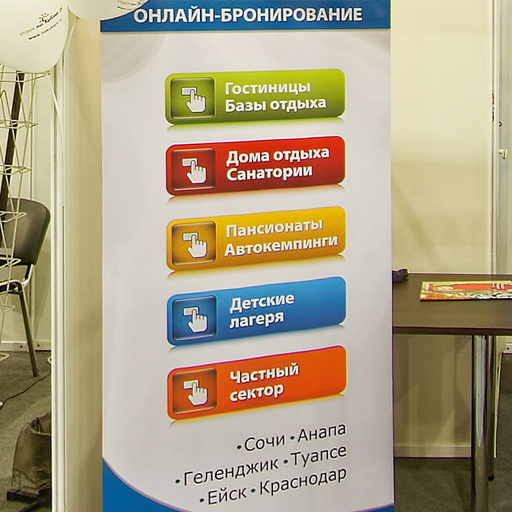 ОНЛАЙН-БРОНИРОВАНИЕ
Гостиницы
Базы отдыха
Дома отдыха
Санатории
Пансионаты
Автокемпинги
Детские
лагеря
Частный
сектор
•Сочи •Анапа
•Геленджик •Туапсе
•Ейск •Краснодар